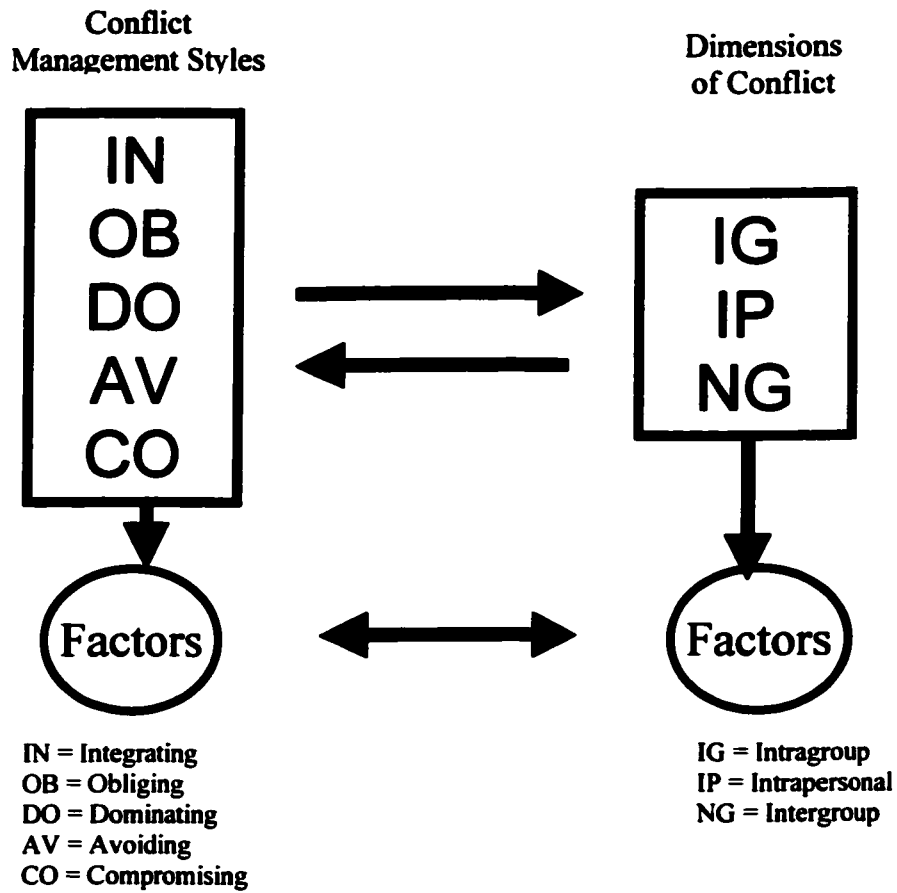 Conflict
Management Styles
Dimensions
of Conflict
IN
OB
DO
AV
CO
IG
IP
NG
Factors
Factors
IN = Integrating
OB = Obliging
DO = Dominating
AV = Avoiding
CO = Compromising
IG = Intragroup
IP = Intrapersonal
NG = Intergroup